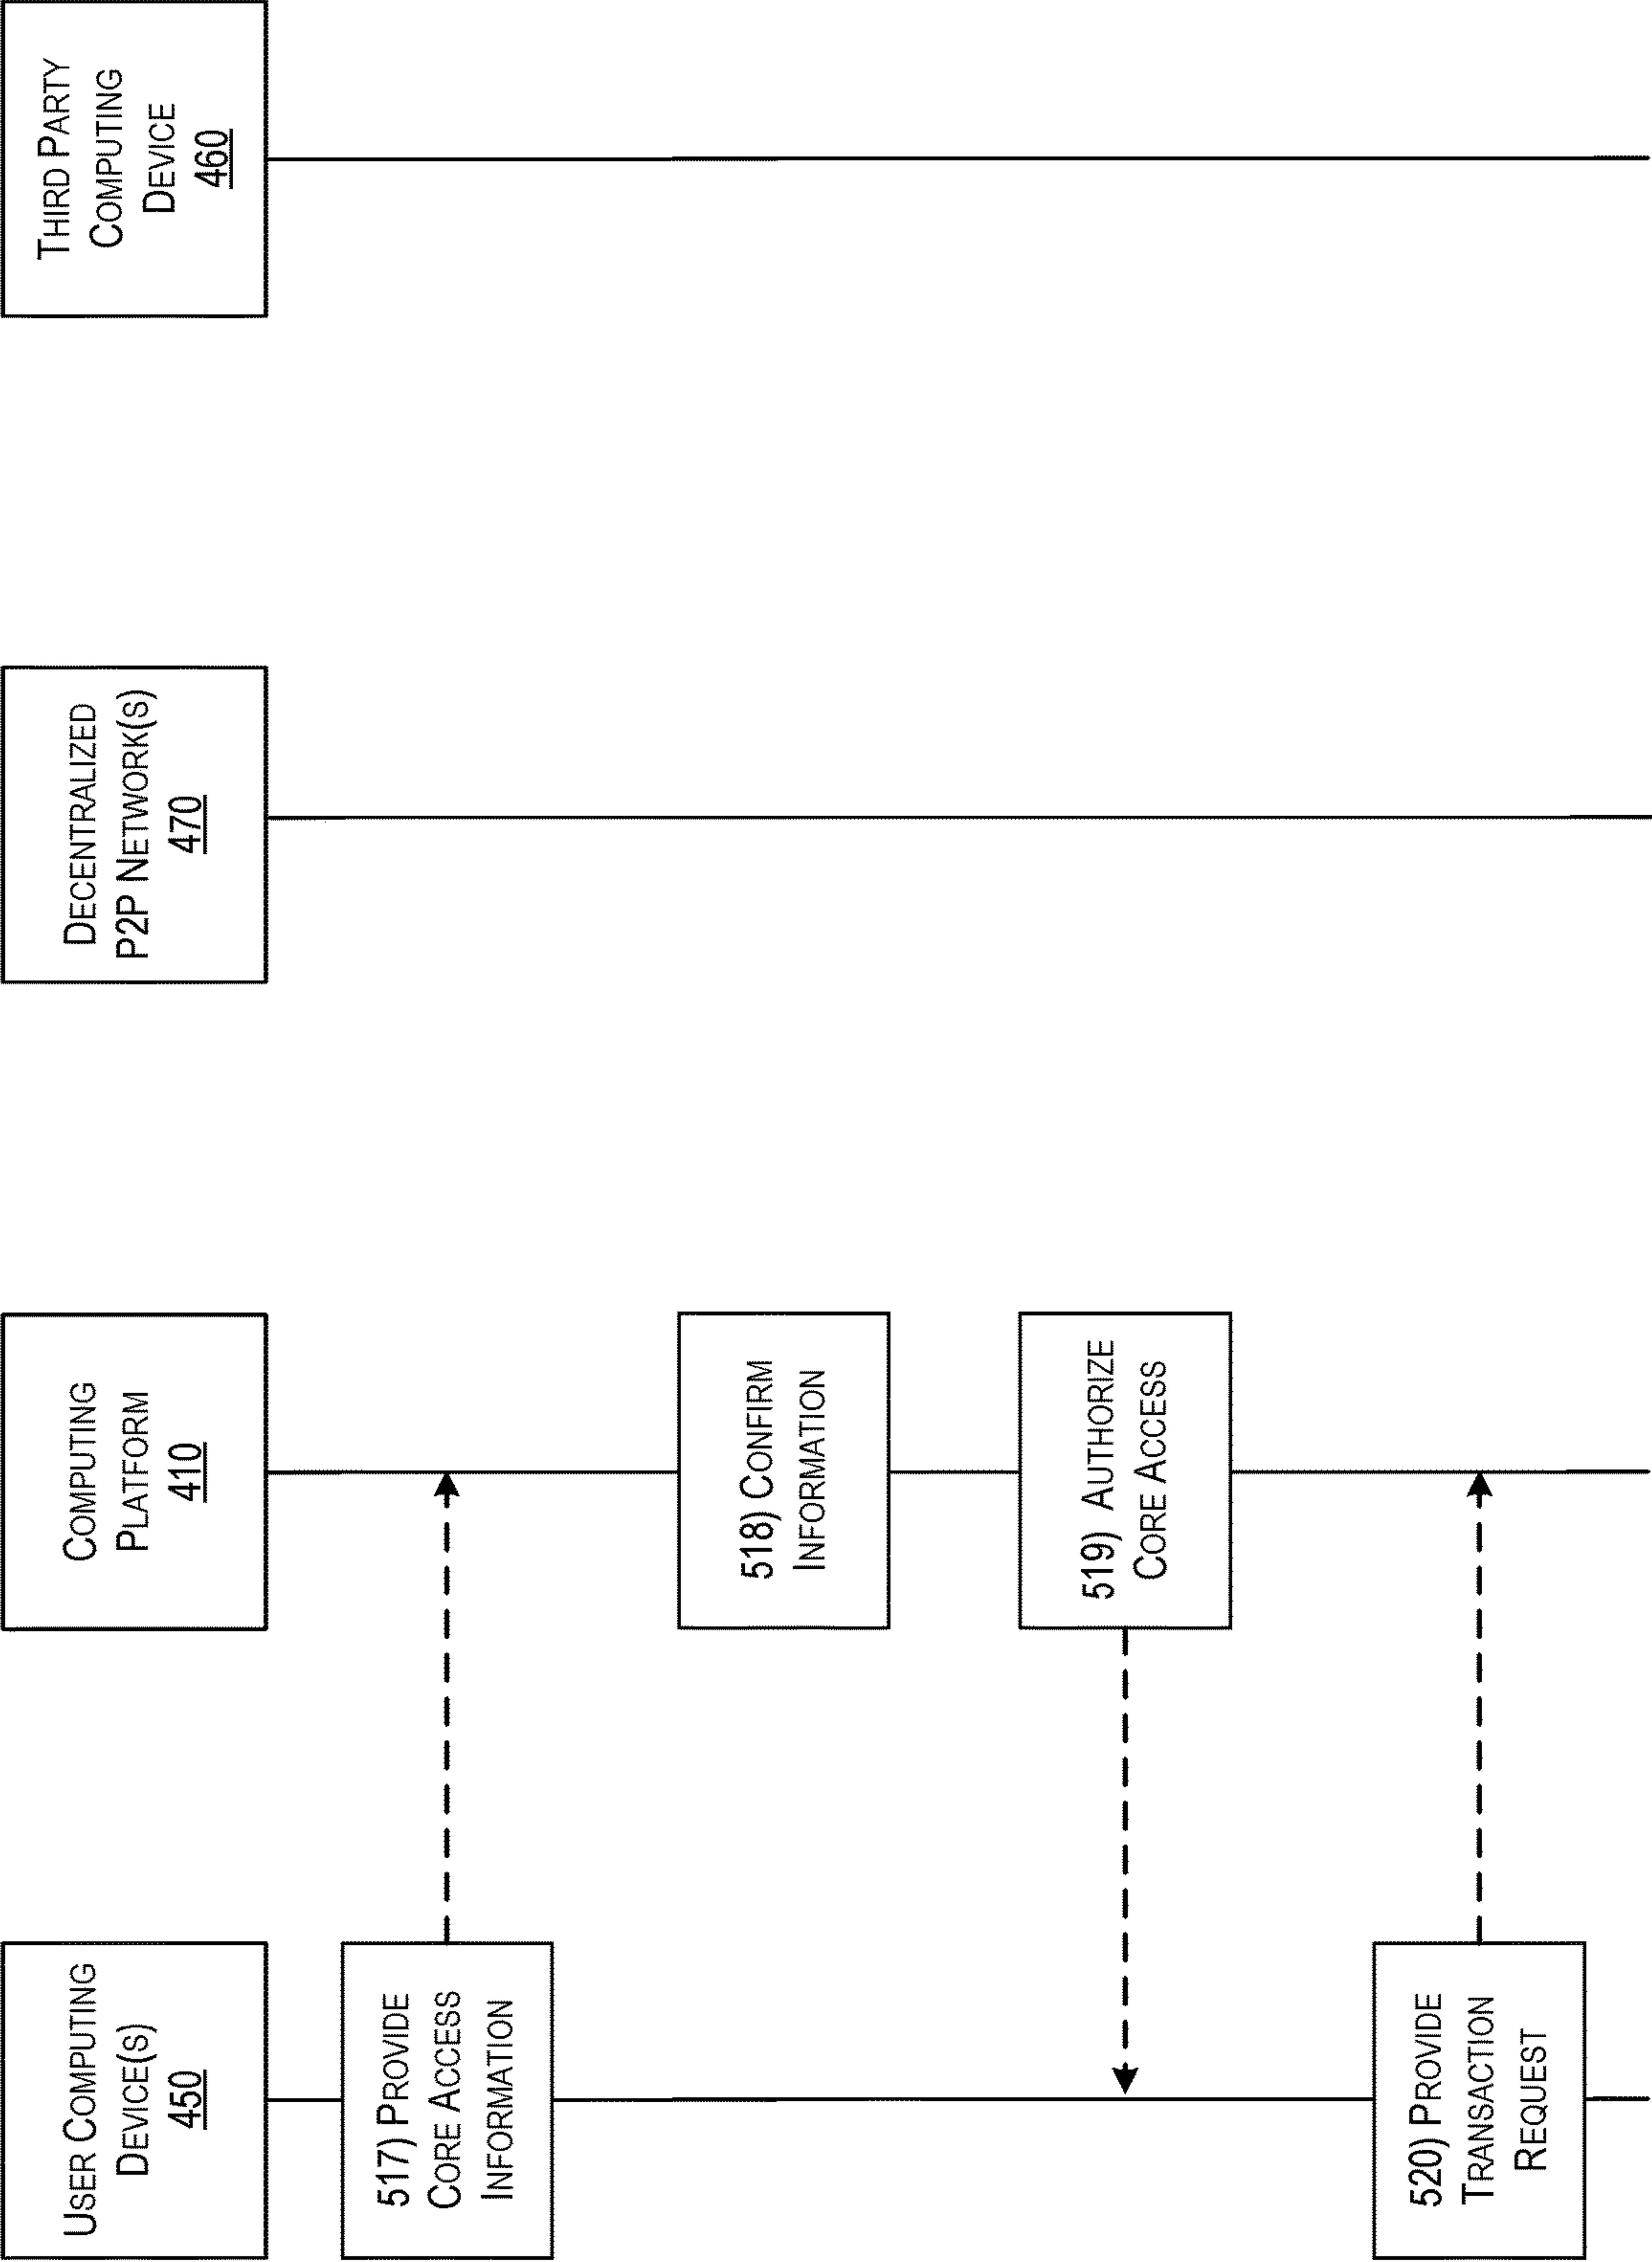 USER COMPUTING
DEVICE(S)
450
COMPUTING
PLATFORM
410
DECENTRALIZED
P2P NETWORK(S)
470
THIRD PARTY
COMPUTING
DEVICE
460
517) PROVIDE
CORE ACCESS
INFORMATION
518) CONFIRM
INFORMATION
519) AUTHORIZE
CORE ACCESS
520) PROVIDE
TRANSACTION
REQUEST